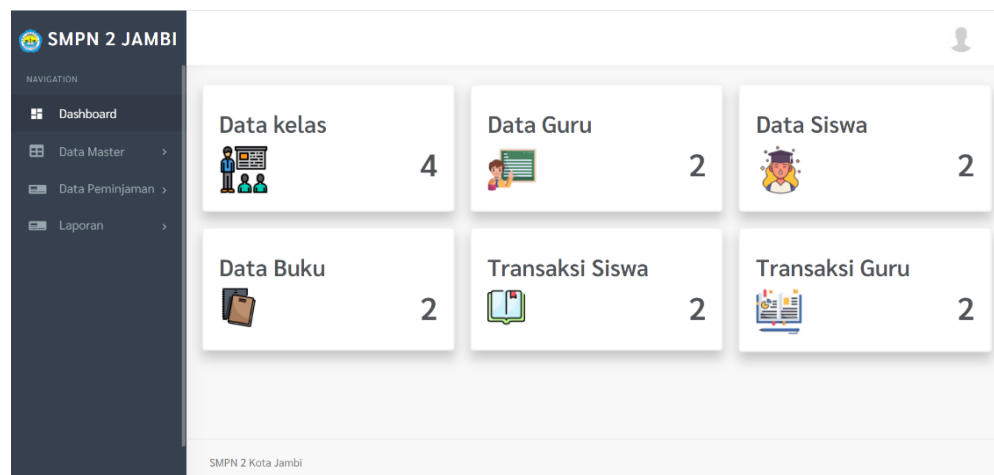 SMPN 2 JAMBI
NAVIGATION
Dashboard
Data Master
Data Peminjaman
Laporan
Data kelas
4
Data Guru
2
Data Siswa
2
Data Buku
2
Transaksi Siswa
2
Transaksi Guru
2
SMPN 2 Kota Jambi